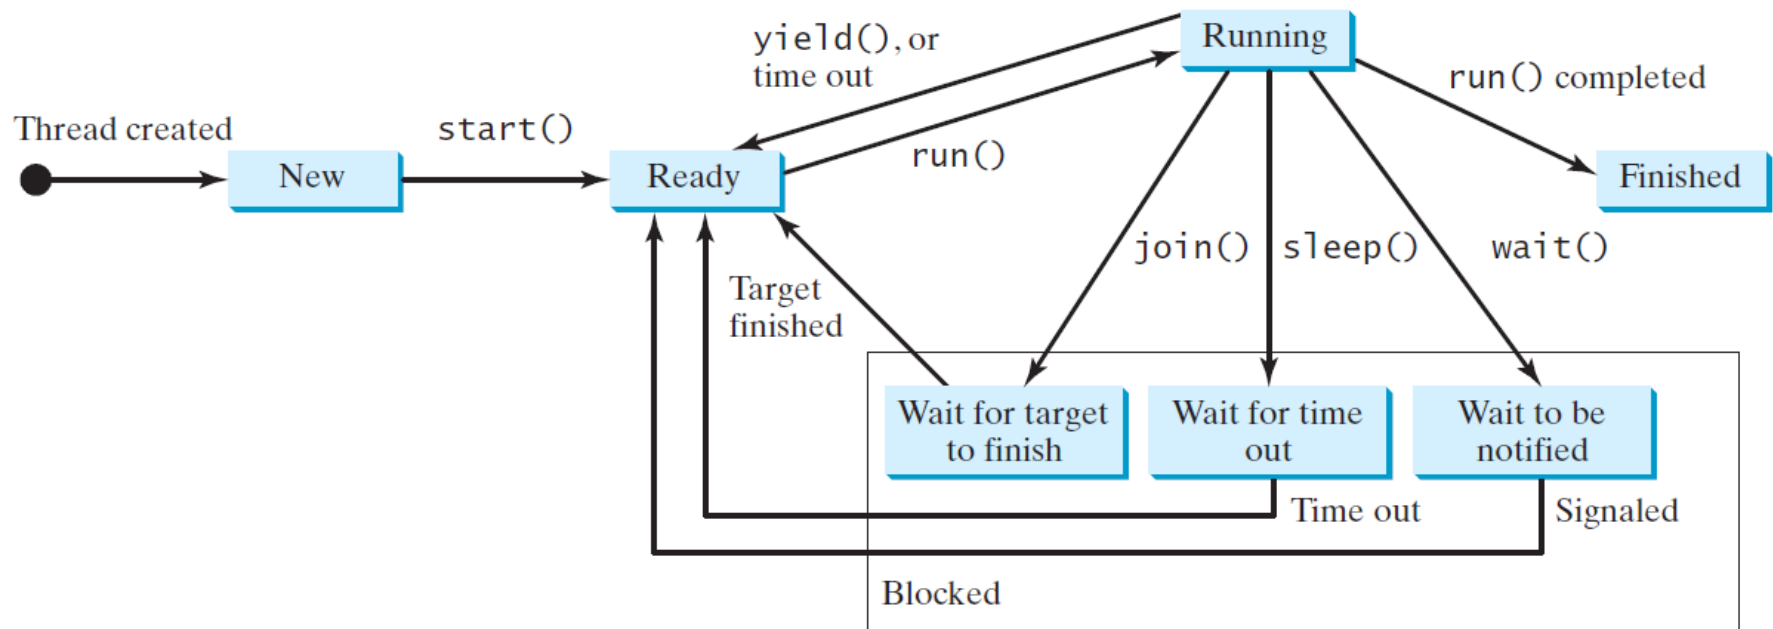 Running
yield(), or
time out
run() completed
Thread created
start()
New
Ready
run()
Finished
join()
sleep()
wait()
Target
finished
Wait for target
to finish
Wait for time
out
Wait to be
notified
Time out
Signaled
Blocked